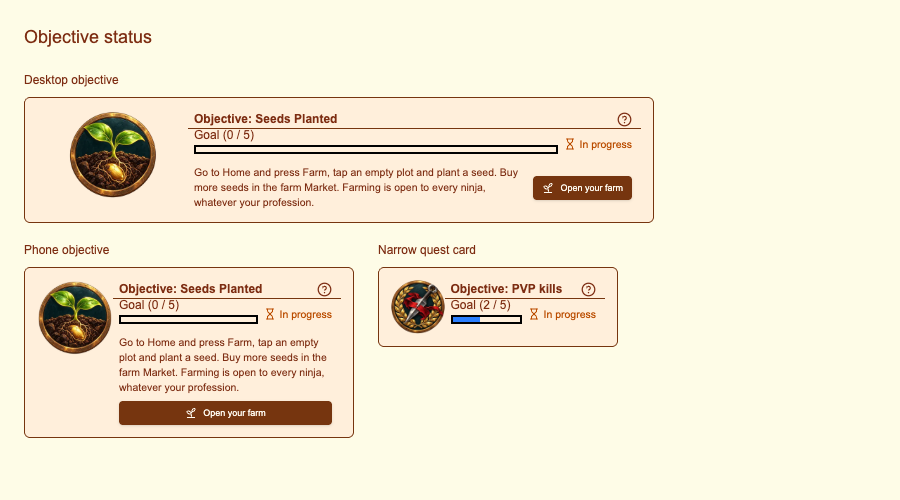 Objective status
Desktop objective
Objective: Seeds Planted
Goal (0 / 5)
In progress
Go to Home and press Farm, tap an empty plot and plant a seed. Buy
more seeds in the farm Market. Farming is open to every ninja,
whatever your profession.
Open your farm
Phone objective
Objective: Seeds Planted
Goal (0 / 5)
In progress
Go to Home and press Farm, tap an empty
plot and plant a seed. Buy more seeds in the
farm Market. Farming is open to every ninja,
whatever your profession.
Open your farm
Narrow quest card
Objective: PVP kills
Goal (2 / 5)
In progress